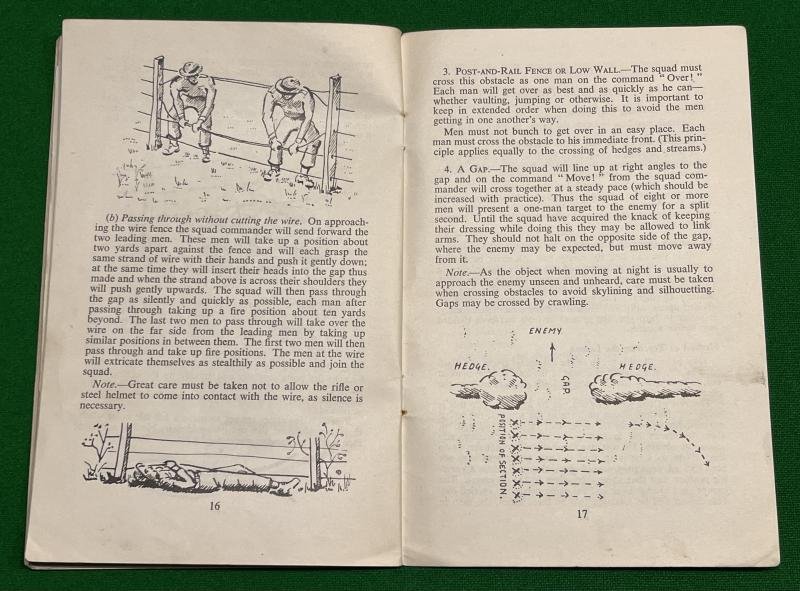 (b) Passing through without cutting the wire. On approach-
ing the wire fence the squad commander will send forward the
two leading men. These men will take up a position about
two yards apart against the fence and will each grasp the
same strand of wire with their hands and push it gently down;
at the same time they will insert their heads into the gap thus
made and when the strand above is across their shoulders they
will push gently upwards. The squad will then pass through
the gap as silently and quickly as possible, each man after
passing through taking up a fire position about ten yards
beyond. The last two men to pass through will take over the
wire on the far side from the leading men by taking up
similar positions in between them. The first two men will then
pass through and take up fire positions. The men at the wire
will extricate themselves as stealthily as possible and join the
squad.
Note.—Great care must be taken not to allow the rifle or
steel helmet to come into contact with the wire, as silence is
necessary.
16
3. POST-AND-RAIL FENCE OR LOW WALL.—The squad must
cross this obstacle as one man on the command "Over!"
Each man will get over as best and as quickly as he can—
whether vaulting, jumping or otherwise. It is important to
keep in extended order when doing this to avoid the men
getting in one another's way.
Men must not bunch to get over in an easy place. Each
man must cross the obstacle to his immediate front. (This prin-
ciple applies equally to the crossing of hedges and streams.)
4. A GAP.—The squad will line up at right angles to the
gap and on the command "Move!" from the squad com-
mander will cross together at a steady pace (which should be
increased with practice). Thus the squad of eight or more
men will present a one-man target to the enemy for a split
second. Until the squad have acquired the knack of keeping
their dressing while doing this they may be allowed to link
arms. They should not halt on the opposite side of the gap,
where the enemy may be expected, but must move away
from it.
Note.—As the object when moving at night is usually to
approach the enemy unseen and unheard, care must be taken
when crossing obstacles to avoid skylining and silhouetting.
Gaps may be crossed by crawling.
ENEMY
HEDGE.
GAP
HEDGE.
POSITION OF SECTION.
17